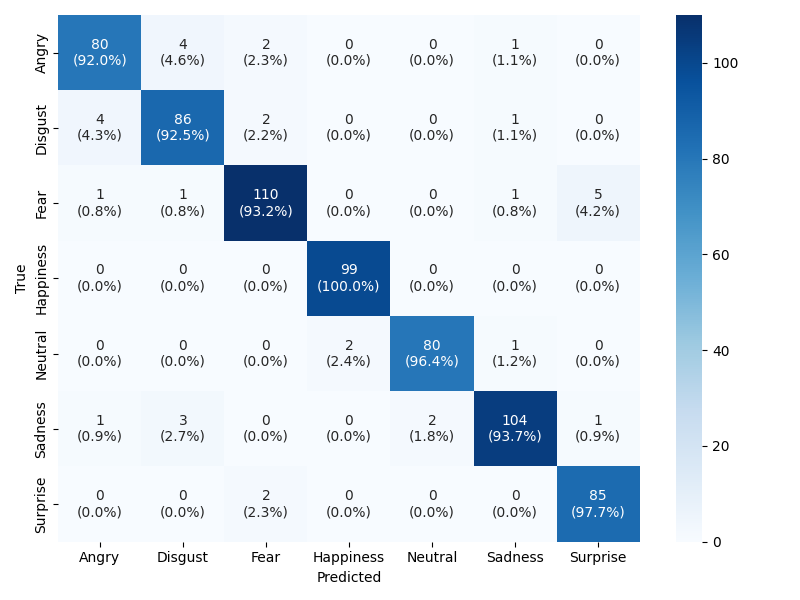 Angry 80 4 2 0 0 1 0
(92.0%) (4.6%) (2.3%) (0.0%) (0.0%) (1.1%) (0.0%)
Disgust 4 86 2 0 0 1 0
(4.3%) (92.5%) (2.2%) (0.0%) (0.0%) (1.1%) (0.0%)
Fear 1 1 110 0 0 1 5
(0.8%) (0.8%) (93.2%) (0.0%) (0.0%) (0.8%) (4.2%)
True
Happiness 0 0 0 99 0 0 0
(0.0%) (0.0%) (0.0%) (100.0%) (0.0%) (0.0%) (0.0%)
Neutral 0 0 0 2 80 1 0
(0.0%) (0.0%) (0.0%) (2.4%) (96.4%) (1.2%) (0.0%)
Sadness 1 3 0 0 2 104 1
(0.9%) (2.7%) (0.0%) (0.0%) (1.8%) (93.7%) (0.9%)
Surprise 0 0 2 0 0 0 85
(0.0%) (0.0%) (2.3%) (0.0%) (0.0%) (0.0%) (97.7%)
Angry Disgust Fear Happiness Neutral Sadness Surprise
Predicted
100
80
60
40
20
0